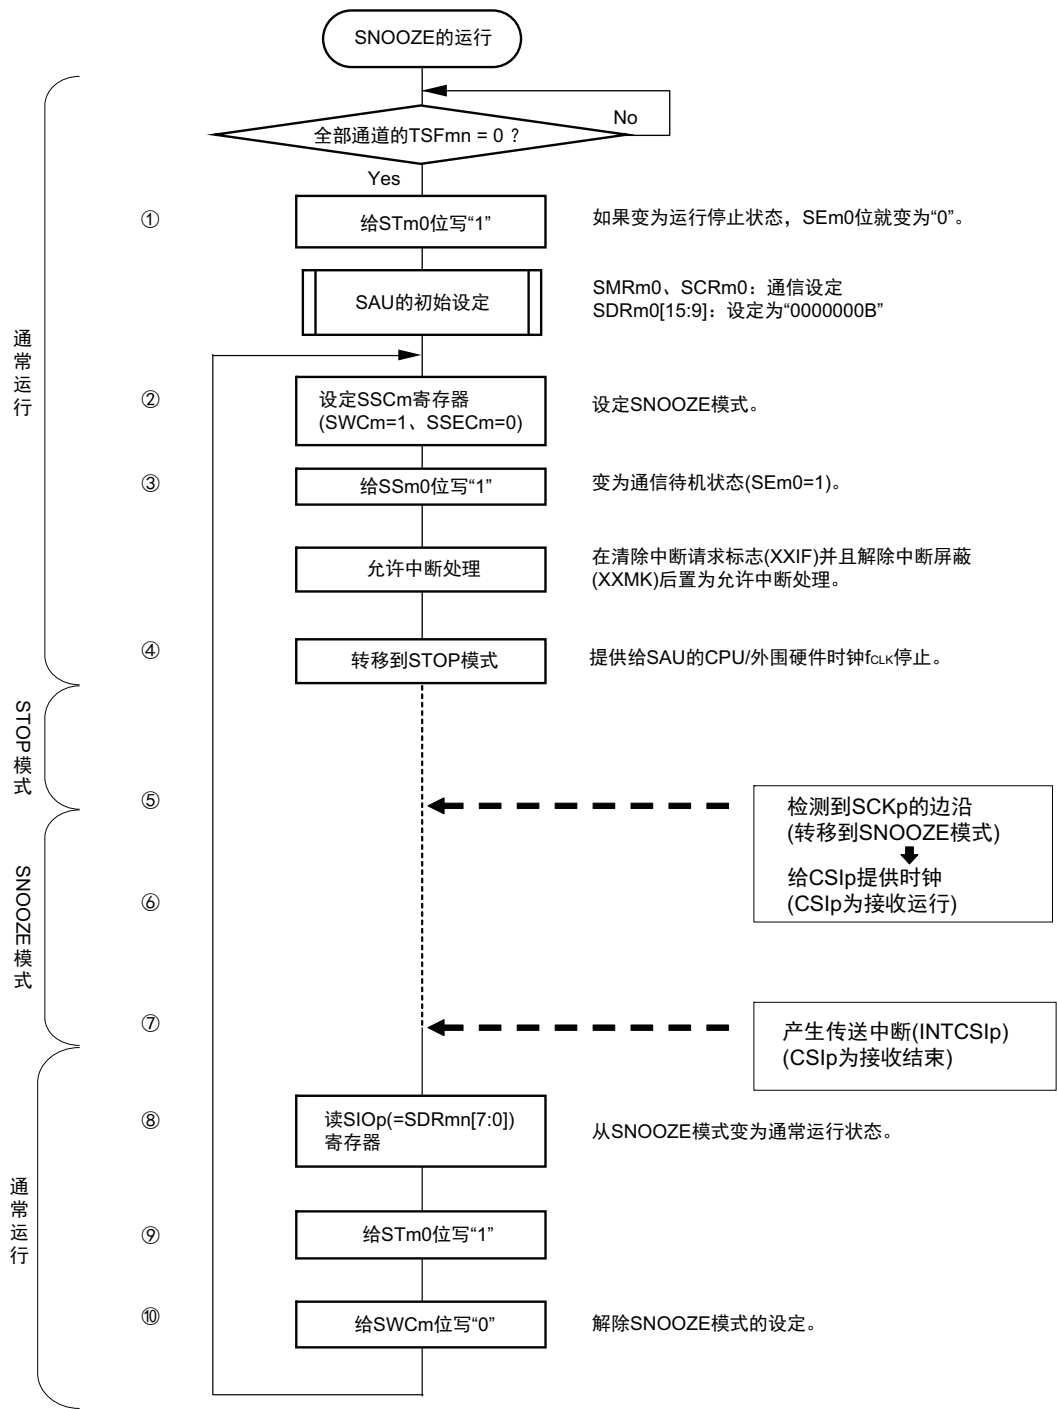 SNOOZE的运行
No
全部通道的TSFmn = 0 ?
Yes
①
给STm0位写“1”
如果变为运行停止状态，SEm0位就变为“0”。
SAU的初始设定
SMRm0、SCRm0：通信设定
SDRm0[15:9]：设定为“0000000B”
通常运行
②
设定SSCm寄存器
(SWCm=1、SSECm=0)
设定SNOOZE模式。
③
给SSm0位写“1”
变为通信待机状态(SEm0=1)。
允许中断处理
在清除中断请求标志(XXIF)并且解除中断屏蔽
(XXMK)后置为允许中断处理。
④
转移到STOP模式
提供给SAU的CPU/外围硬件时钟fCLK停止。
STOP模式
⑤
检测到SCKp的边沿
(转移到SNOOZE模式)
给CSIp提供时钟
(CSIp为接收运行)
SNOOZE模式
⑥
⑦
产生传送中断(INTCSIp)
(CSIp为接收结束)
⑧
读SIOp(=SDRmn[7:0])
寄存器
从SNOOZE模式变为通常运行状态。
通常运行
⑨
给STm0位写“1”
⑩
给SWCm位写“0”
解除SNOOZE模式的设定。